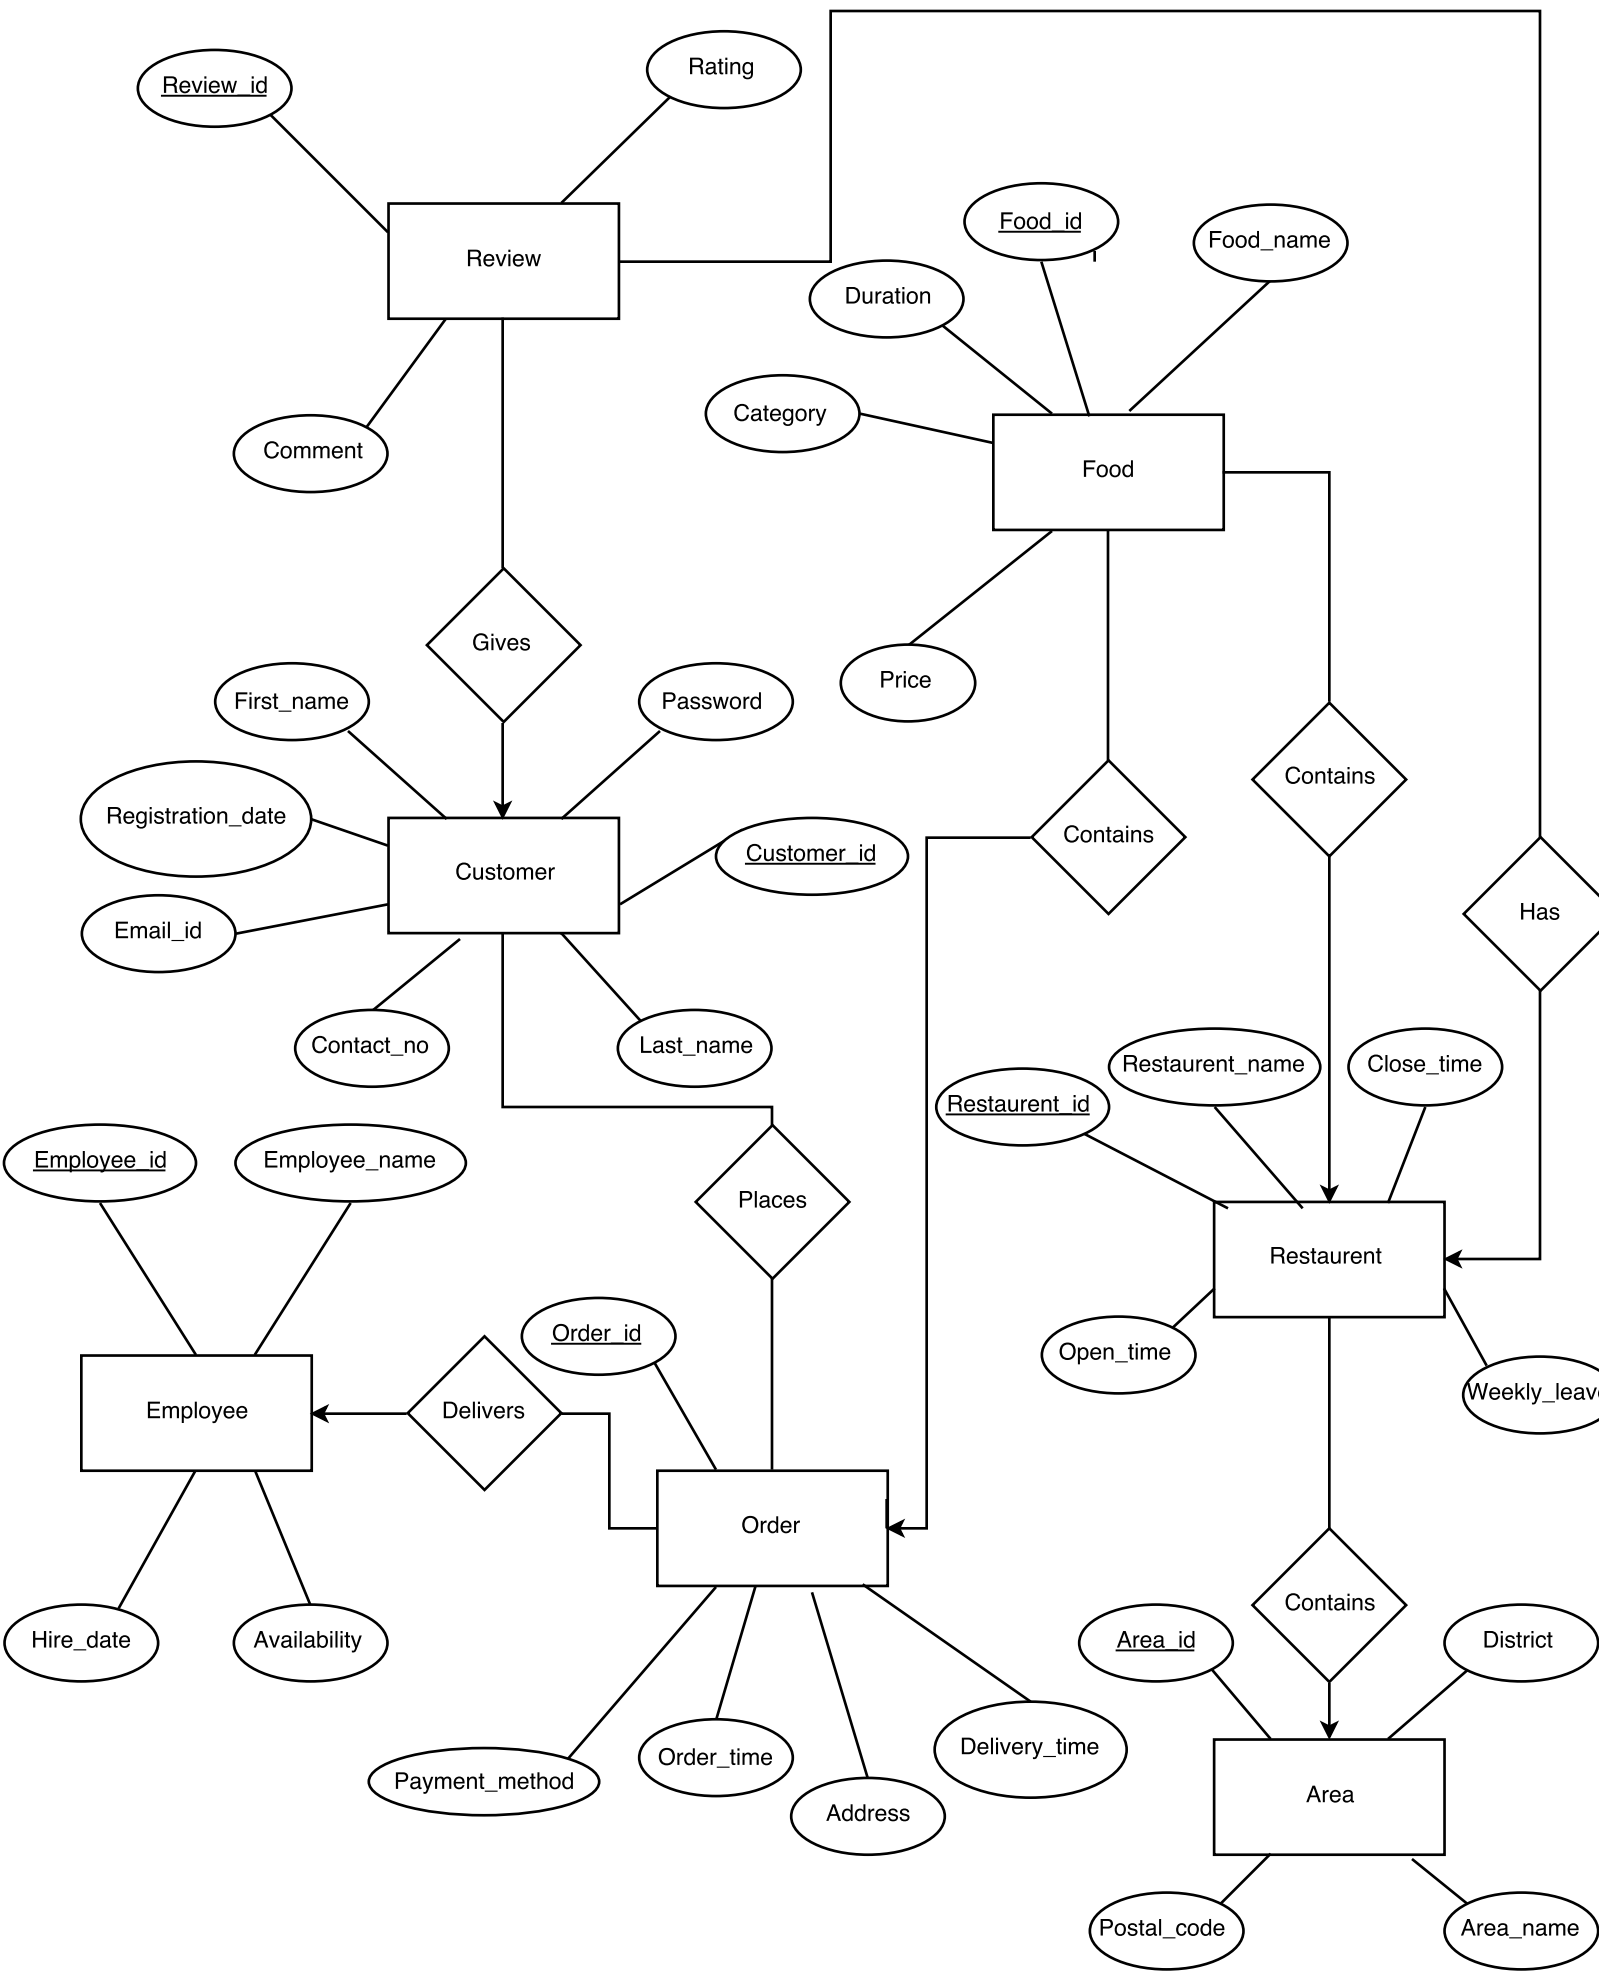 Rating
Review_id
Food_id
Food_name
Review
Duration
Category
Comment
Food
Gives
Price
First_name
Password
Contains
Registration_date
Contains
Customer_id
Customer
Has
Email_id
Contact_no
Last_name
Restaurent_name
Close_time
Restaurent_id
Employee_id
Employee_name
Places
Restaurent
Order_id
Open_time
Weekly_leav
Employee
Delivers
Order
Contains
Hire_date
Availability
Area_id
District
Order_time
Delivery_time
Payment_method
Area
Address
Postal_code
Area_name